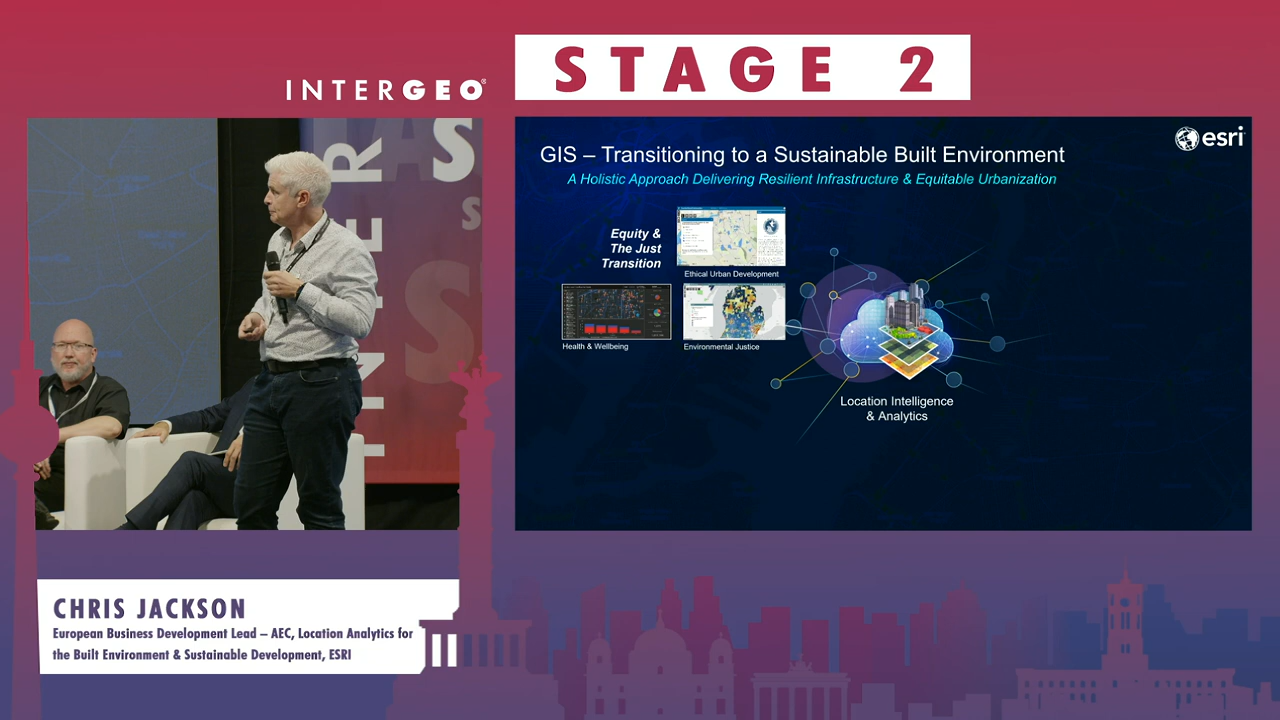 STAGE 2
INTERGEO®
esri
GIS – Transitioning to a Sustainable Built Environment
A Holistic Approach Delivering Resilient Infrastructure & Equitable Urbanization
Equity &
The Just
Transition
Ethical Urban Development
Health & Wellbeing
Environmental Justice
Location Intelligence
& Analytics
CHRIS JACKSON
European Business Development Lead – AEC, Location Analytics for
the Built Environment & Sustainable Development, ESRI